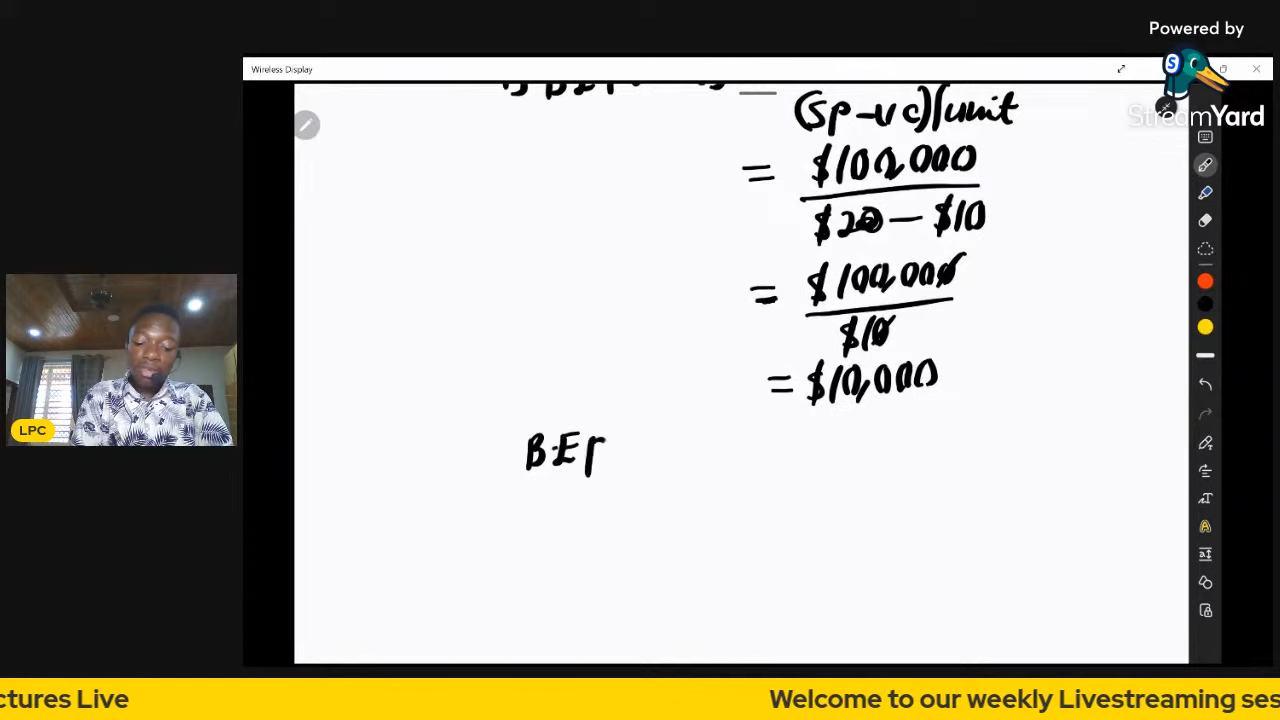 Powered by
StreamYard
Wireless Display
(SP-VC)/unit
= $100,000
$20 - $10
= $100,000
$10
= $10,000
BEP
LPC
ctures Live
Welcome to our weekly Livestreaming ses